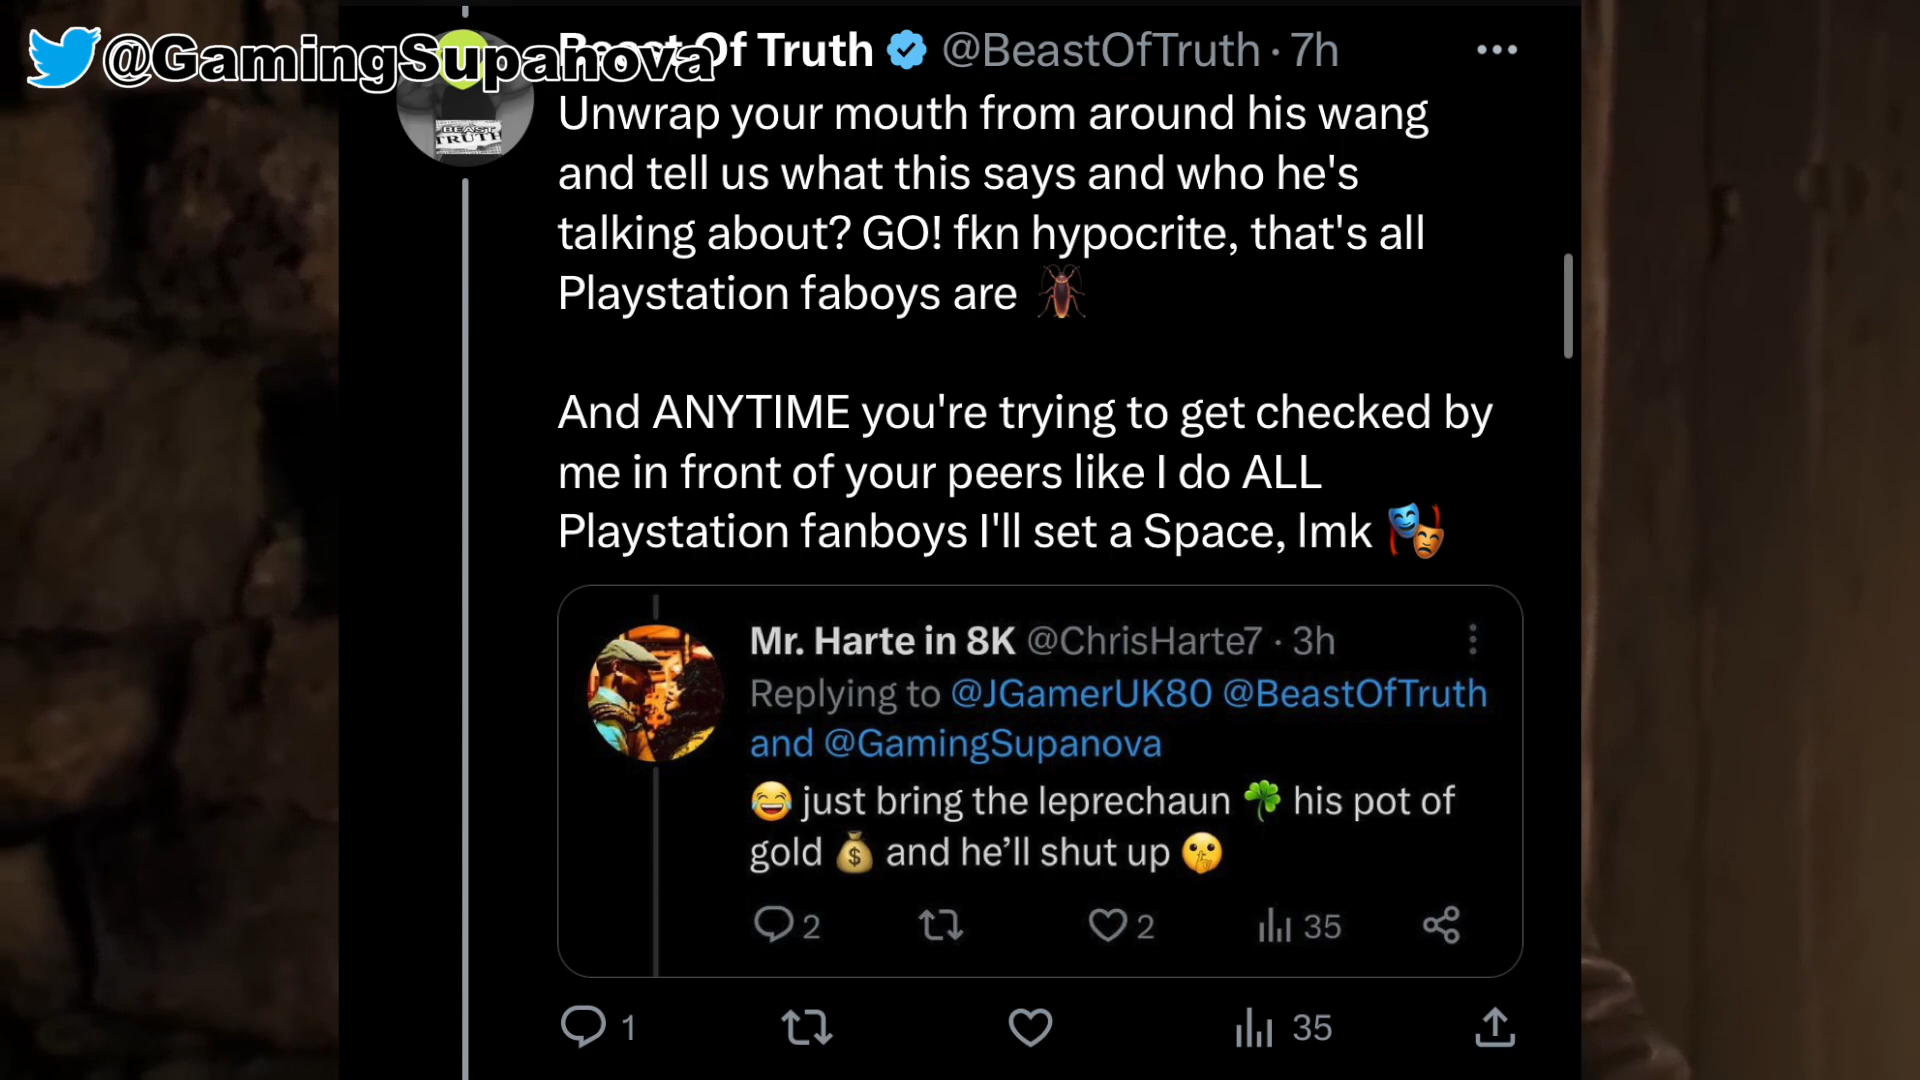 @GamingSupanova
Beast Of Truth @BeastOfTruth · 7h
BEAST
TRUTH
Unwrap your mouth from around his wang
and tell us what this says and who he's
talking about? GO! fkn hypocrite, that's all
Playstation faboys are 🪳
And ANYTIME you're trying to get checked by
me in front of your peers like I do ALL
Playstation fanboys I'll set a Space, lmk 🎭
Mr. Harte in 8K @ChrisHarte7 · 3h
Replying to @JGamerUK80 @BeastOfTruth
and @GamingSupanova
😂 just bring the leprechaun ☘️ his pot of
gold 💰 and he’ll shut up 🤫
2 2 35
1 35